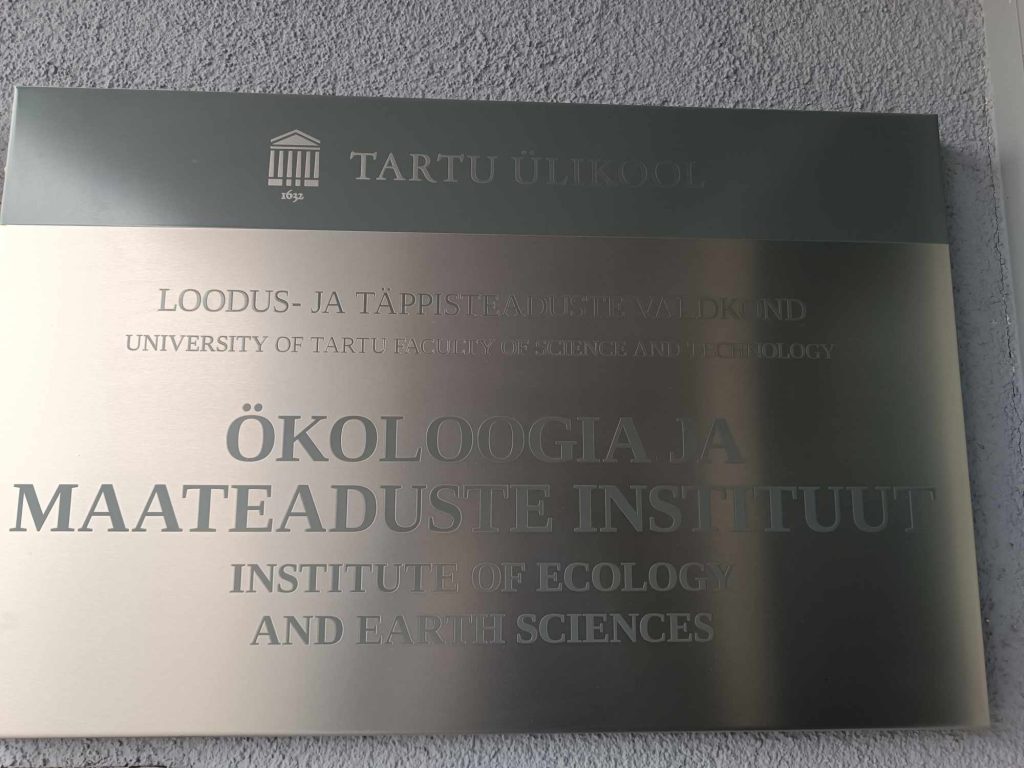 1632
TARTU ÜLIKOOL
LOODUS- JA TÄPPISTEADUSTE VALDKOND
UNIVERSITY OF TARTU FACULTY OF SCIENCE AND TECHNOLOGY
ÖKOLOOGIA JA
MAATEADUSTE INSTITUUT
INSTITUTE OF ECOLOGY
AND EARTH SCIENCES